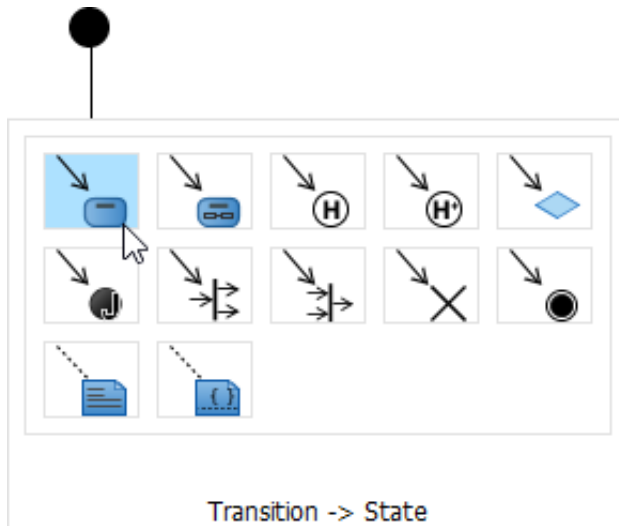 H
H+
J
{ }
Transition -> State